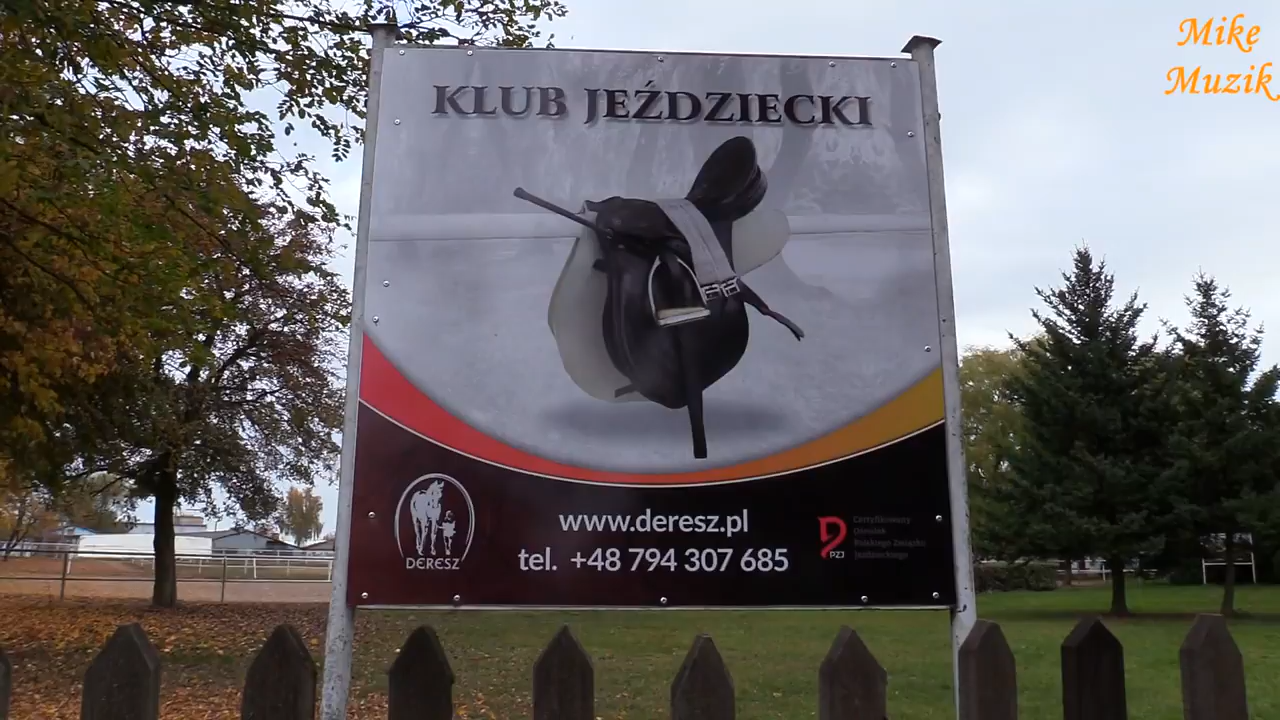 Mike
Muzik
KLUB JEŹDZIECKI
www.deresz.pl
tel. +48 794 307 685
DERESZ
PZJ
Certyfikowany
Ośrodek
Polskiego Związku
Jeździeckiego